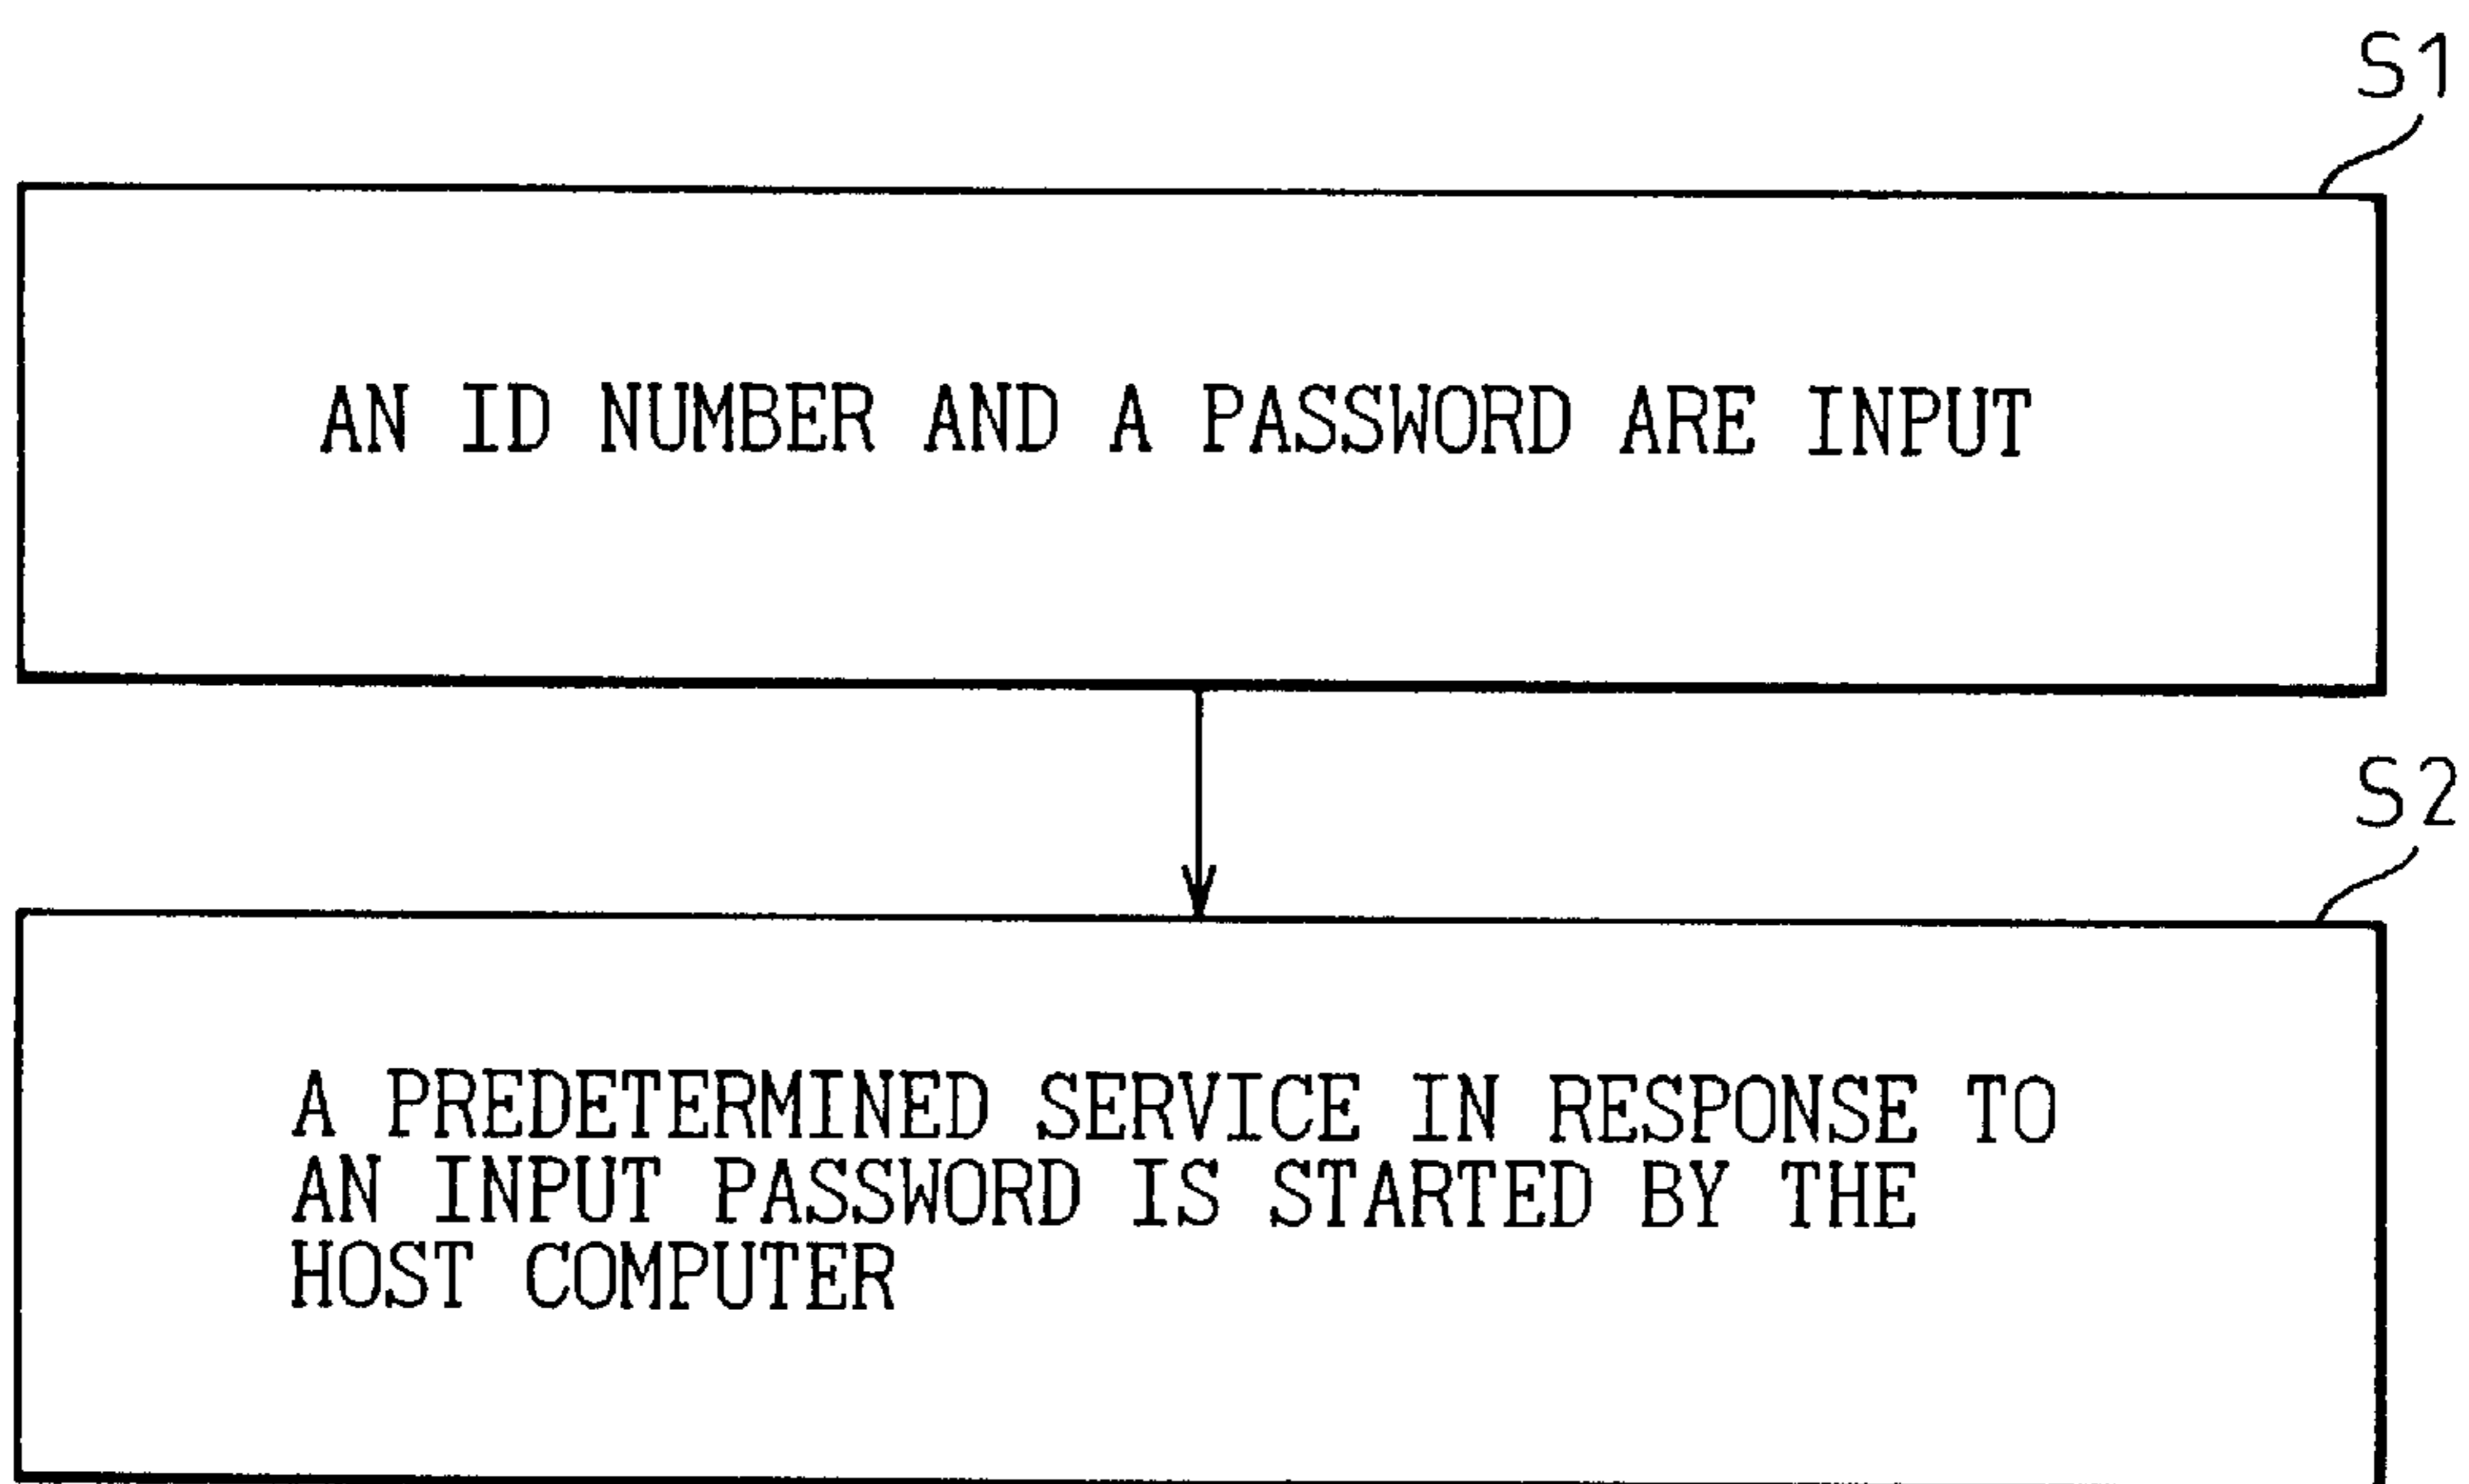 S1
AN ID NUMBER AND A PASSWORD ARE INPUT
S2
A PREDETERMINED SERVICE IN RESPONSE TO
AN INPUT PASSWORD IS STARTED BY THE
HOST COMPUTER